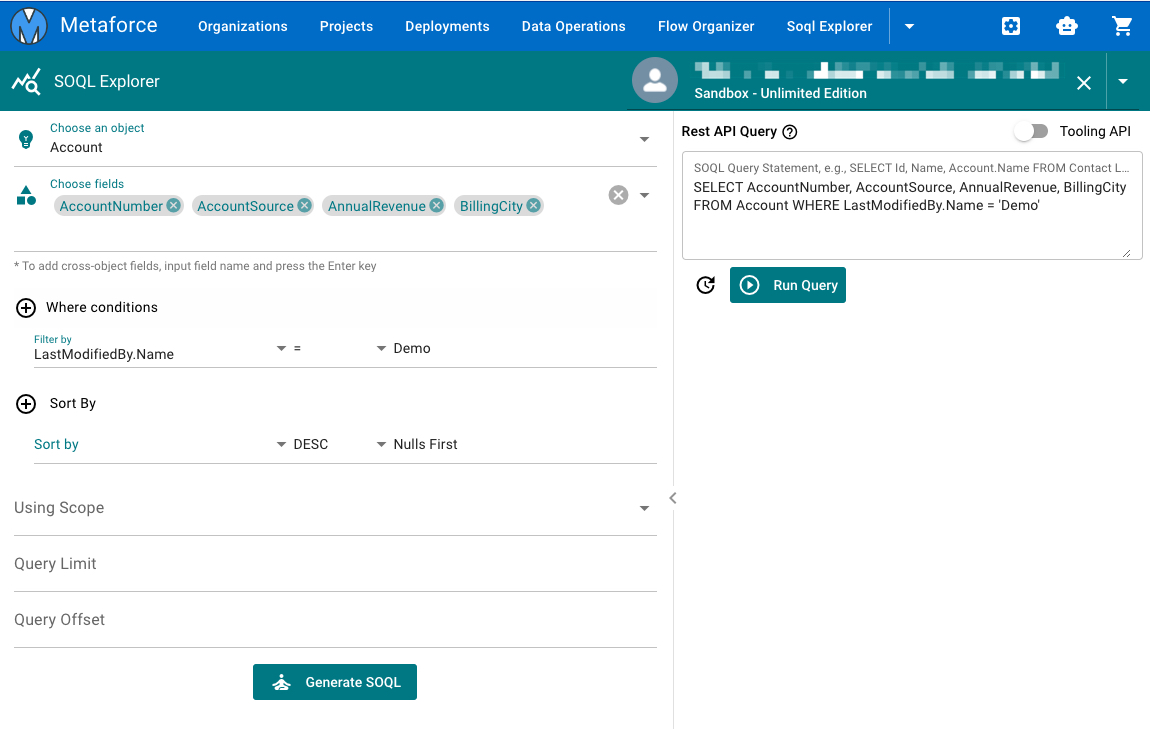 Metaforce
Organizations
Projects
Deployments
Data Operations
Flow Organizer
Soql Explorer
SOQL Explorer
Sandbox - Unlimited Edition
Choose an object
Account
Choose fields
AccountNumber
AccountSource
AnnualRevenue
BillingCity
* To add cross-object fields, input field name and press the Enter key
Where conditions
Filter by
LastModifiedBy.Name
=
Demo
Sort By
Sort by
DESC
Nulls First
Using Scope
Query Limit
Query Offset
Generate SOQL
Rest API Query
Tooling API
SOQL Query Statement, e.g., SELECT Id, Name, Account.Name FROM Contact L...
SELECT AccountNumber, AccountSource, AnnualRevenue, BillingCity
FROM Account WHERE LastModifiedBy.Name = 'Demo'
Run Query